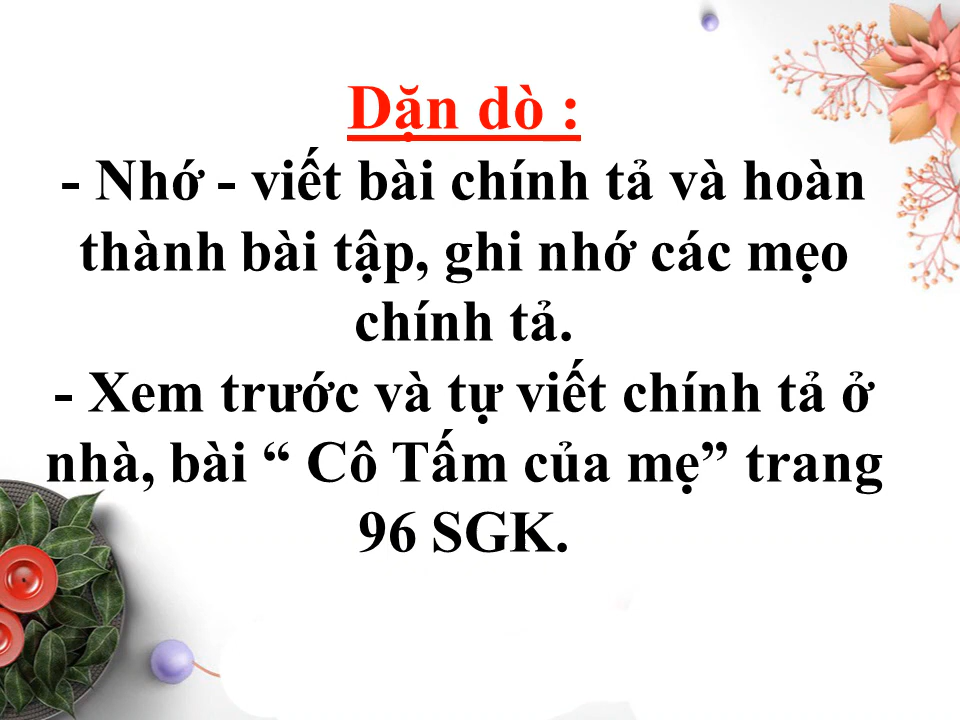 Dặn dò :
- Nhớ - viết bài chính tả và hoàn
thành bài tập, ghi nhớ các mẹo
chính tả.
- Xem trước và tự viết chính tả ở
nhà, bài “ Cô Tấm của mẹ” trang
96 SGK.